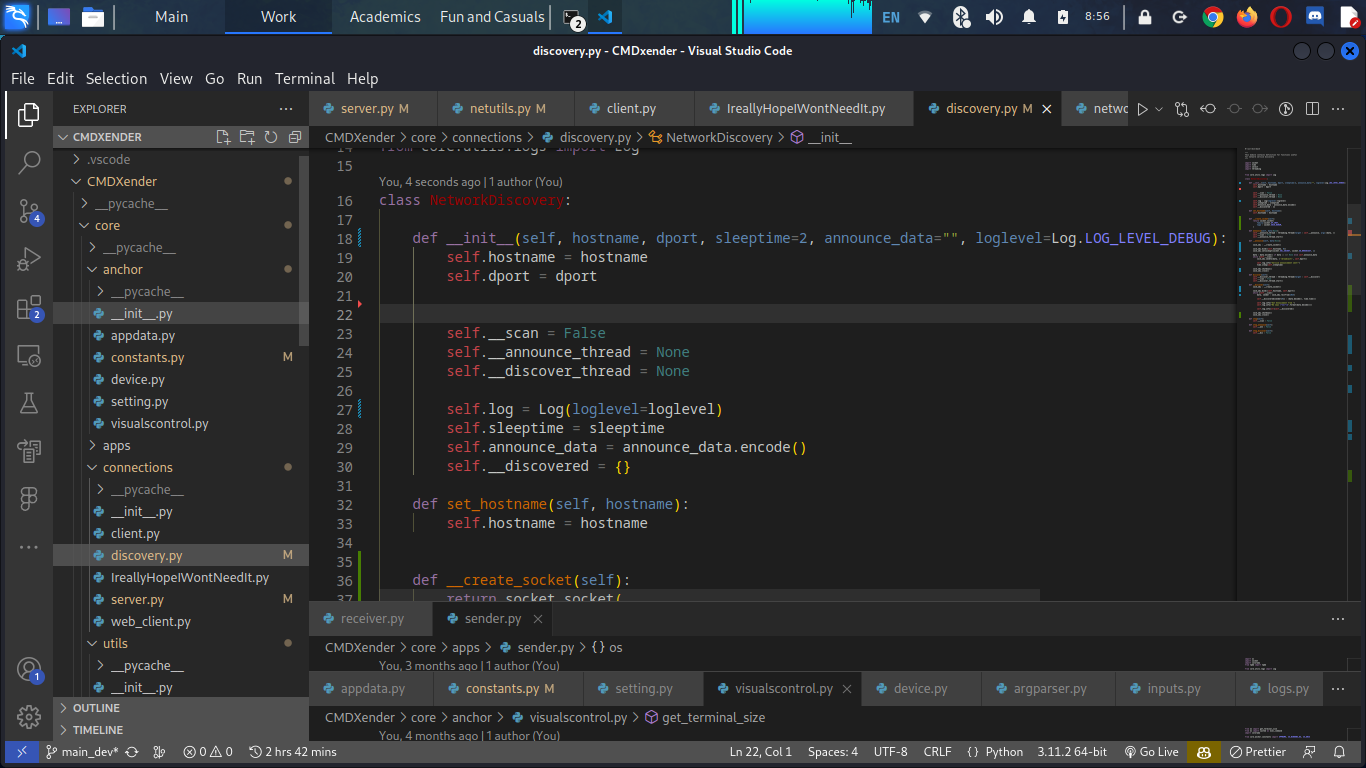 Main
Work
Academics
Fun and Casuals
2
EN
8:56
discovery.py - CMDxender - Visual Studio Code
File Edit Selection View Go Run Terminal Help
EXPLORER
CMDXENDER
.vscode
CMDXender
__pycache__
core
__pycache__
anchor
__pycache__
__init__.py
appdata.py
constants.py M
device.py
setting.py
visualscontrol.py
apps
connections
__pycache__
__init__.py
client.py
discovery.py M
IreallyHopeIWontNeedIt.py
server.py M
web_client.py
utils
__pycache__
__init__.py
OUTLINE
TIMELINE
4
2
1
server.py M netutils.py M client.py IreallyHopeIWontNeedIt.py discovery.py M netwo
CMDXender > core > connections > discovery.py > NetworkDiscovery > __init__
14 from core.utils.logs import Log
15
You, 4 seconds ago | 1 author (You)
16 class NetworkDiscovery:
17
18 def __init__(self, hostname, dport, sleeptime=2, announce_data="", loglevel=Log.LOG_LEVEL_DEBUG):
19 self.hostname = hostname
20 self.dport = dport
21
22
23 self.__scan = False
24 self.__announce_thread = None
25 self.__discover_thread = None
26
27 self.log = Log(loglevel=loglevel)
28 self.sleeptime = sleeptime
29 self.announce_data = announce_data.encode()
30 self.__discovered = {}
31
32 def set_hostname(self, hostname):
33 self.hostname = hostname
34
35
36 def __create_socket(self):
37 return socket.socket(
receiver.py sender.py
CMDXender > core > apps > sender.py > {} os
You, 3 months ago | 1 author (You)
appdata.py constants.py M setting.py visualscontrol.py device.py argparser.py inputs.py logs.py
CMDXender > core > anchor > visualscontrol.py > get_terminal_size
You, 4 months ago | 1 author (You)
main_dev* 0 0 2 hrs 42 mins Ln 22, Col 1 Spaces: 4 UTF-8 CRLF {} Python 3.11.2 64-bit Go Live Prettier